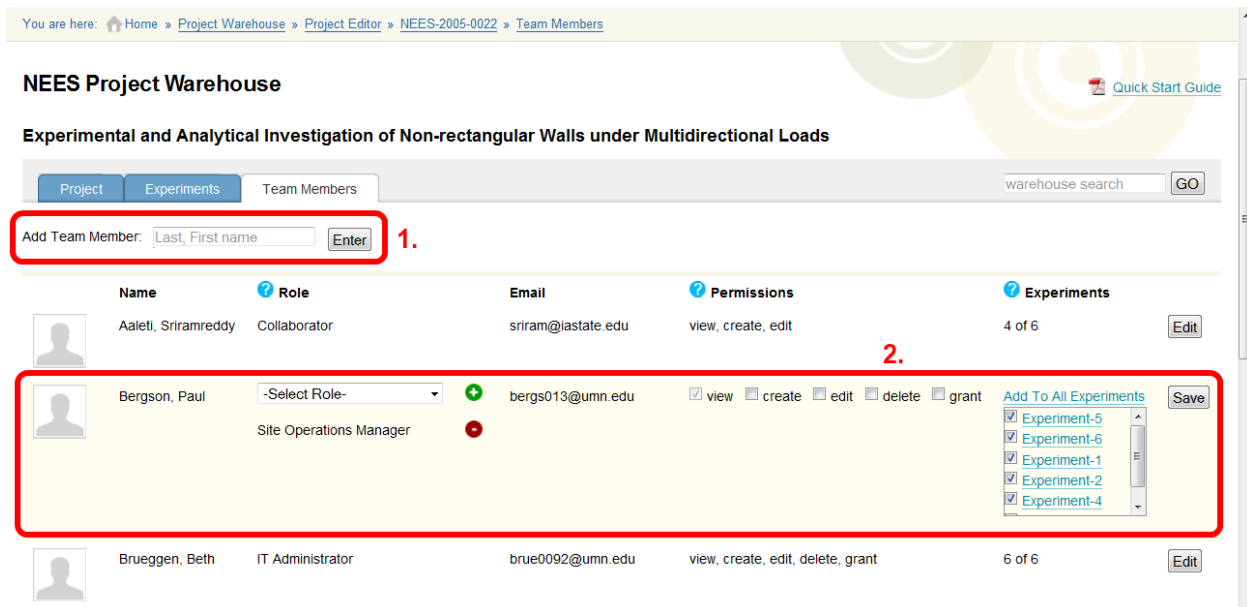 You are here: Home » Project Warehouse » Project Editor » NEES-2005-0022 » Team Members
NEES Project Warehouse
Quick Start Guide
Experimental and Analytical Investigation of Non-rectangular Walls under Multidirectional Loads
Project Experiments Team Members warehouse search GO
Add Team Member: Last, First name Enter 1.
Name ? Role Email ? Permissions ? Experiments
Aaleti, Sriramreddy Collaborator sriram@iastate.edu view, create, edit 4 of 6 Edit
2.
Bergson, Paul -Select Role- bergs013@umn.edu view create edit delete grant Add To All Experiments Save
Experiment-5
Site Operations Manager Experiment-6
Experiment-1
Experiment-2
Experiment-4
Brueggen, Beth IT Administrator brue0092@umn.edu view, create, edit, delete, grant 6 of 6 Edit